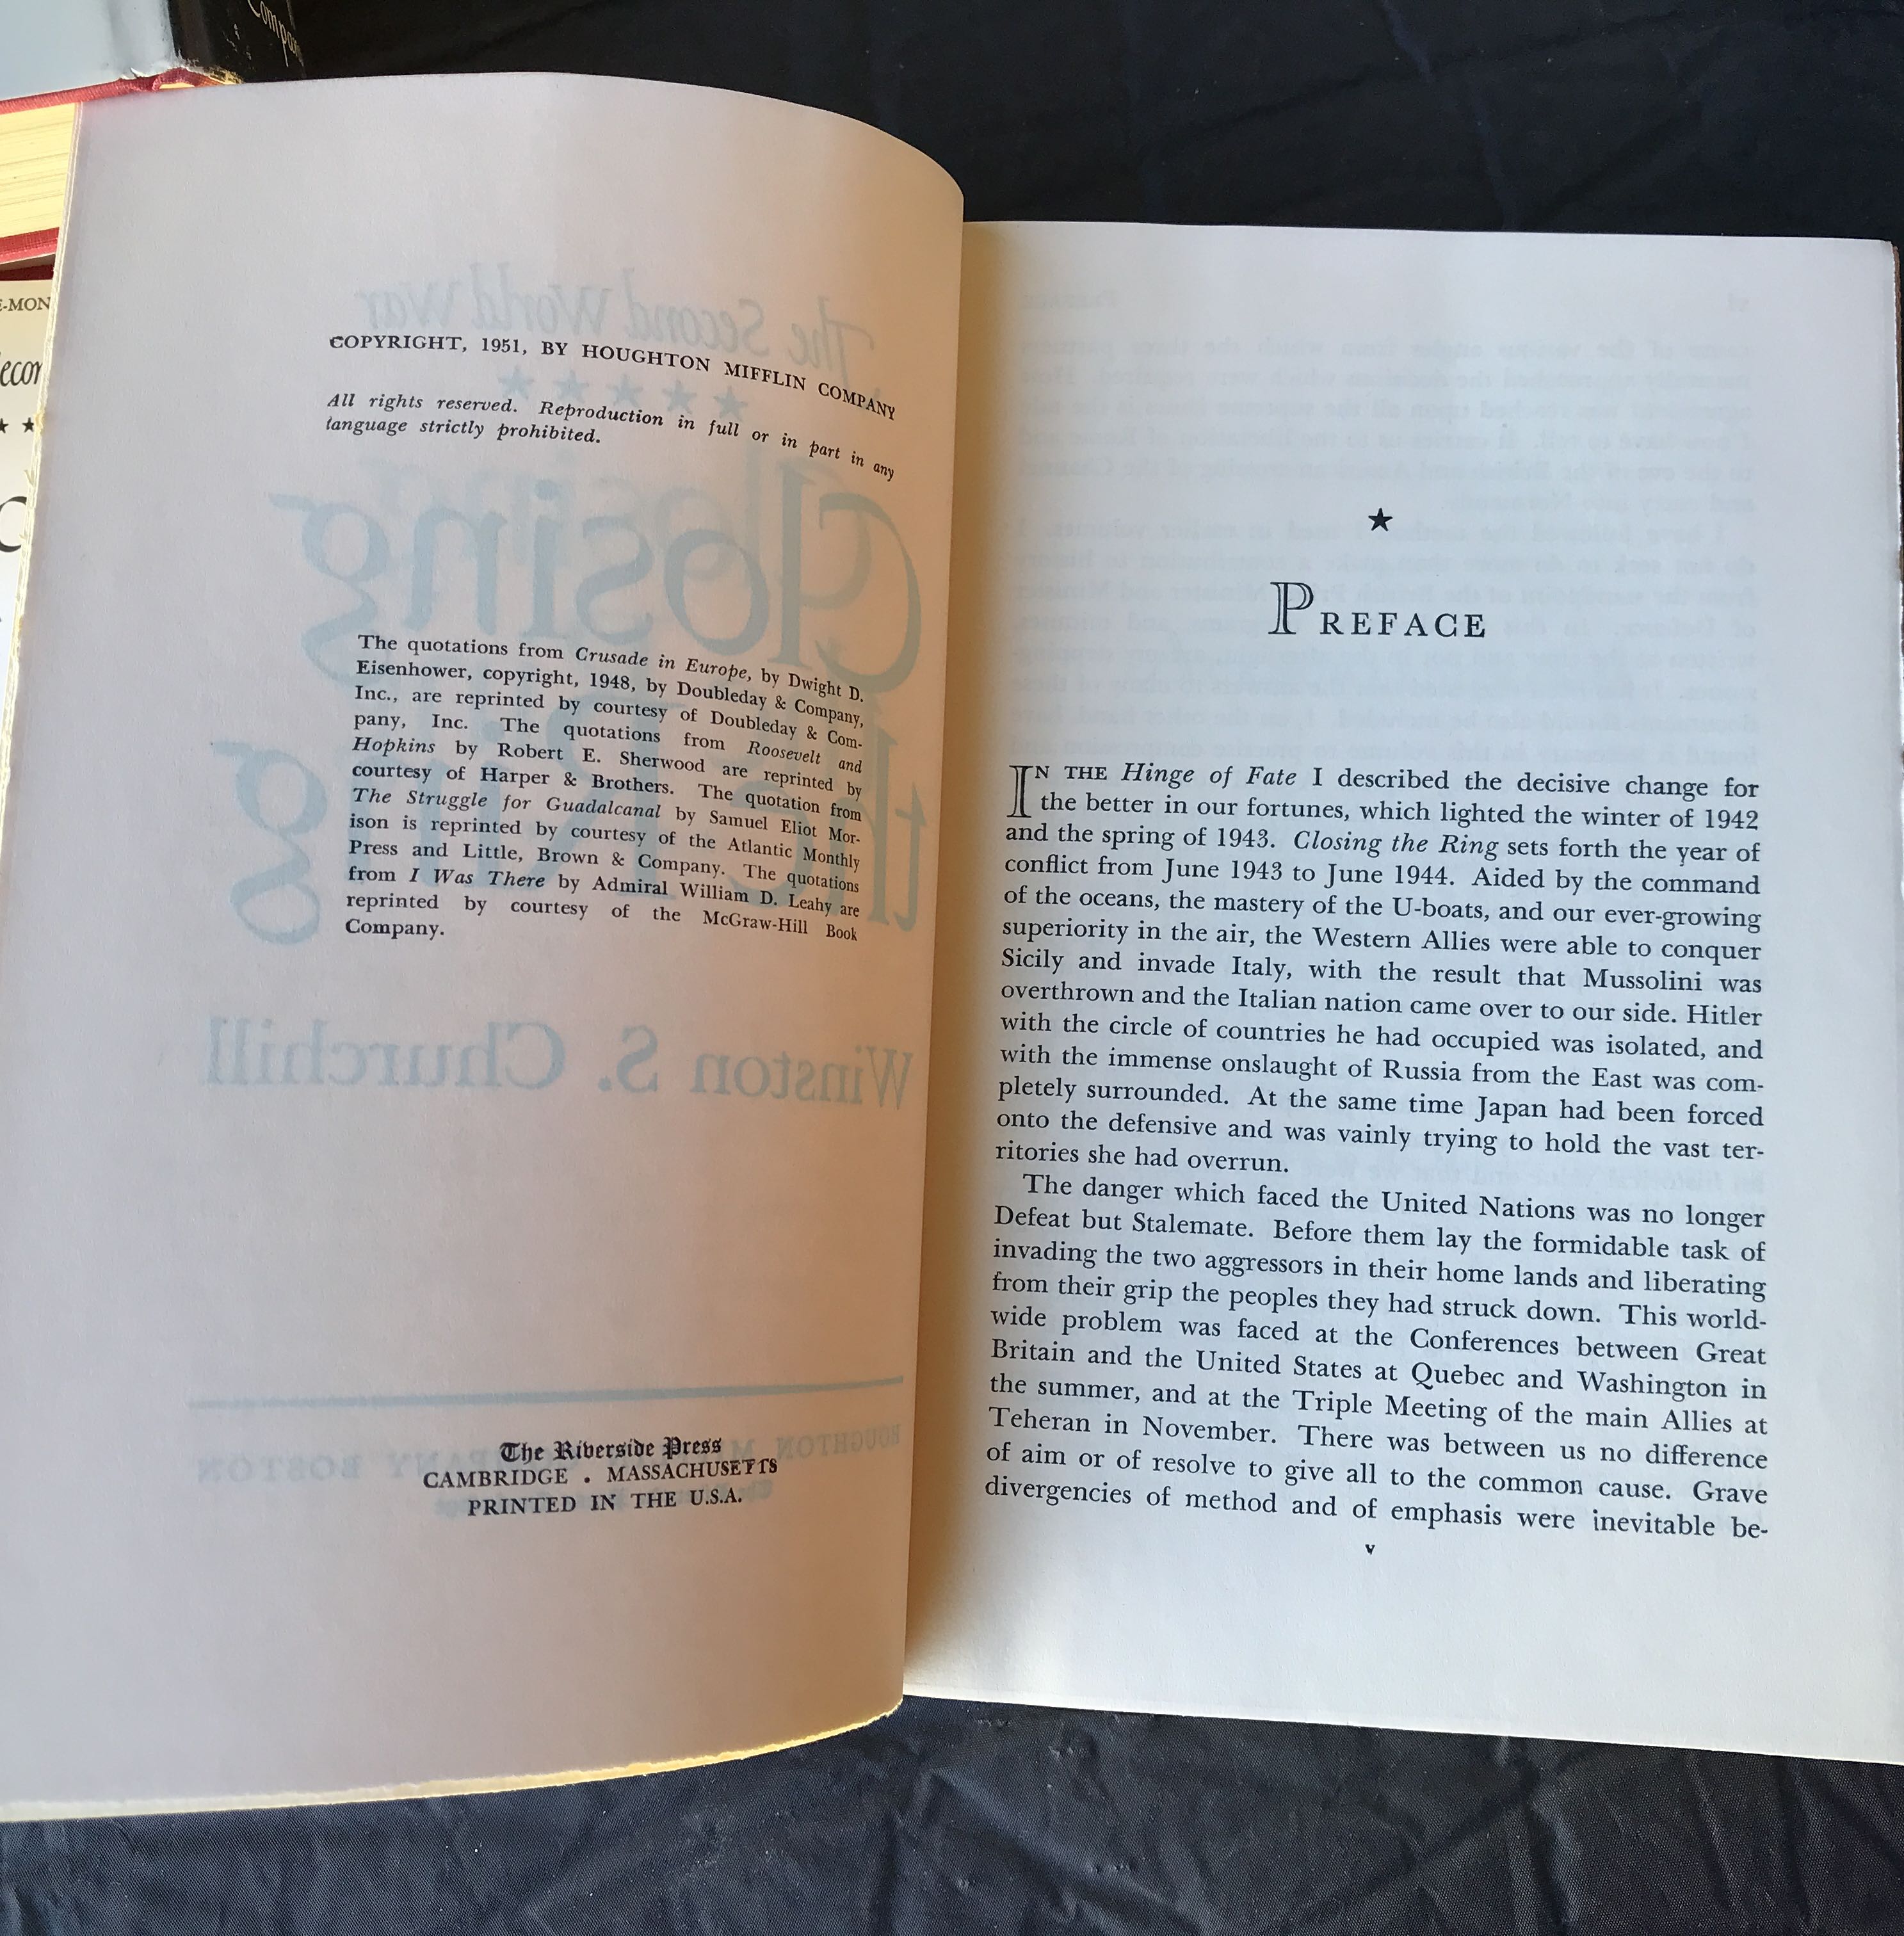 Compan
E-MON
econ
★ ★
C
The Second World War
★★★★★
Closing
the Ring
Winston S. Churchill
HOUGHTON MIFFLIN COMPANY BOSTON
COPYRIGHT, 1951, BY HOUGHTON MIFFLIN COMPANY
All rights reserved. Reproduction in full or in part in any
language strictly prohibited.
The quotations from Crusade in Europe, by Dwight D.
Eisenhower, copyright, 1948, by Doubleday & Company,
Inc., are reprinted by courtesy of Doubleday & Com-
pany, Inc. The quotations from Roosevelt and
Hopkins by Robert E. Sherwood are reprinted by
courtesy of Harper & Brothers. The quotation from
The Struggle for Guadalcanal by Samuel Eliot Mor-
ison is reprinted by courtesy of the Atlantic Monthly
Press and Little, Brown & Company. The quotations
from I Was There by Admiral William D. Leahy are
reprinted by courtesy of the McGraw-Hill Book
Company.
The Riverside Press
CAMBRIDGE . MASSACHUSETTS
PRINTED IN THE U.S.A.
★
PREFACE
IN THE Hinge of Fate I described the decisive change for
the better in our fortunes, which lighted the winter of 1942
and the spring of 1943. Closing the Ring sets forth the year of
conflict from June 1943 to June 1944. Aided by the command
of the oceans, the mastery of the U-boats, and our ever-growing
superiority in the air, the Western Allies were able to conquer
Sicily and invade Italy, with the result that Mussolini was
overthrown and the Italian nation came over to our side. Hitler
with the circle of countries he had occupied was isolated, and
with the immense onslaught of Russia from the East was com-
pletely surrounded. At the same time Japan had been forced
onto the defensive and was vainly trying to hold the vast ter-
ritories she had overrun.
The danger which faced the United Nations was no longer
Defeat but Stalemate. Before them lay the formidable task of
invading the two aggressors in their home lands and liberating
from their grip the peoples they had struck down. This world-
wide problem was faced at the Conferences between Great
Britain and the United States at Quebec and Washington in
the summer, and at the Triple Meeting of the main Allies at
Teheran in November. There was between us no difference
of aim or of resolve to give all to the common cause. Grave
divergencies of method and of emphasis were inevitable be-
v